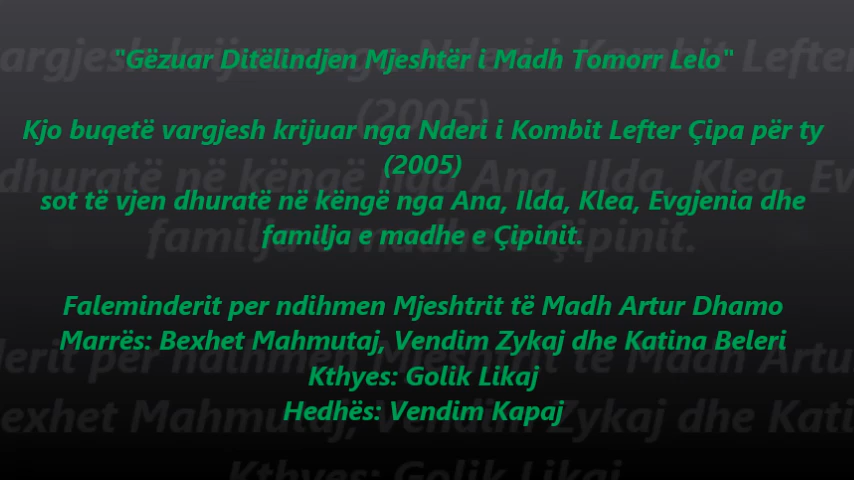 "Gëzuar Ditëlindjen Mjeshtër i Madh Tomorr Lelo"
Kjo buqetë vargjesh krijuar nga Nderi i Kombit Lefter Çipa për ty
(2005)
sot të vjen dhuratë në këngë nga Ana, Ilda, Klea, Evgjenia dhe
familja e madhe e Çipinit.
Faleminderit per ndihmen Mjeshtrit të Madh Artur Dhamo
Marrës: Bexhet Mahmutaj, Vendim Zykaj dhe Katina Beleri
Kthyes: Golik Likaj
Hedhës: Vendim Kapaj